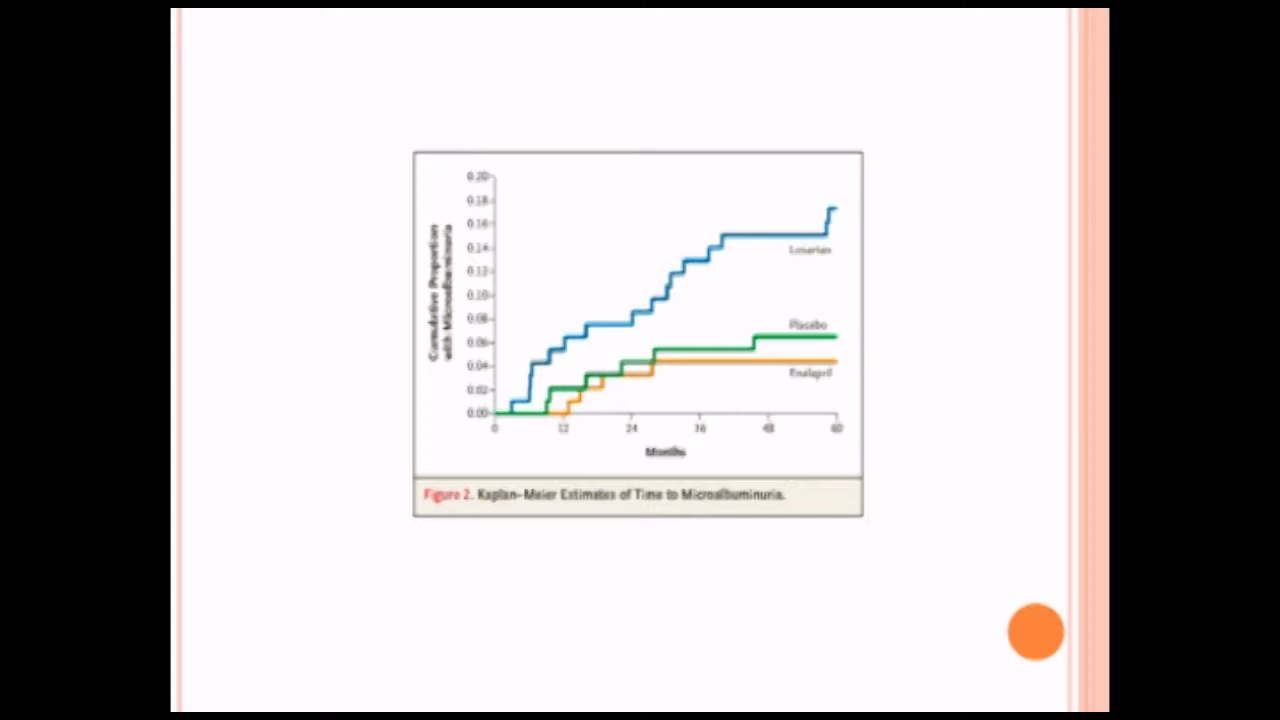 0.20
0.18
0.16
0.14
0.12
0.10
0.08
0.06
0.04
0.02
0.00
Cumulative Proportion
with Microalbuminuria
Losartan
Placebo
Enalapril
0 12 24 36 48 60
Months
Figure 2. Kaplan–Meier Estimates of Time to Microalbuminuria.